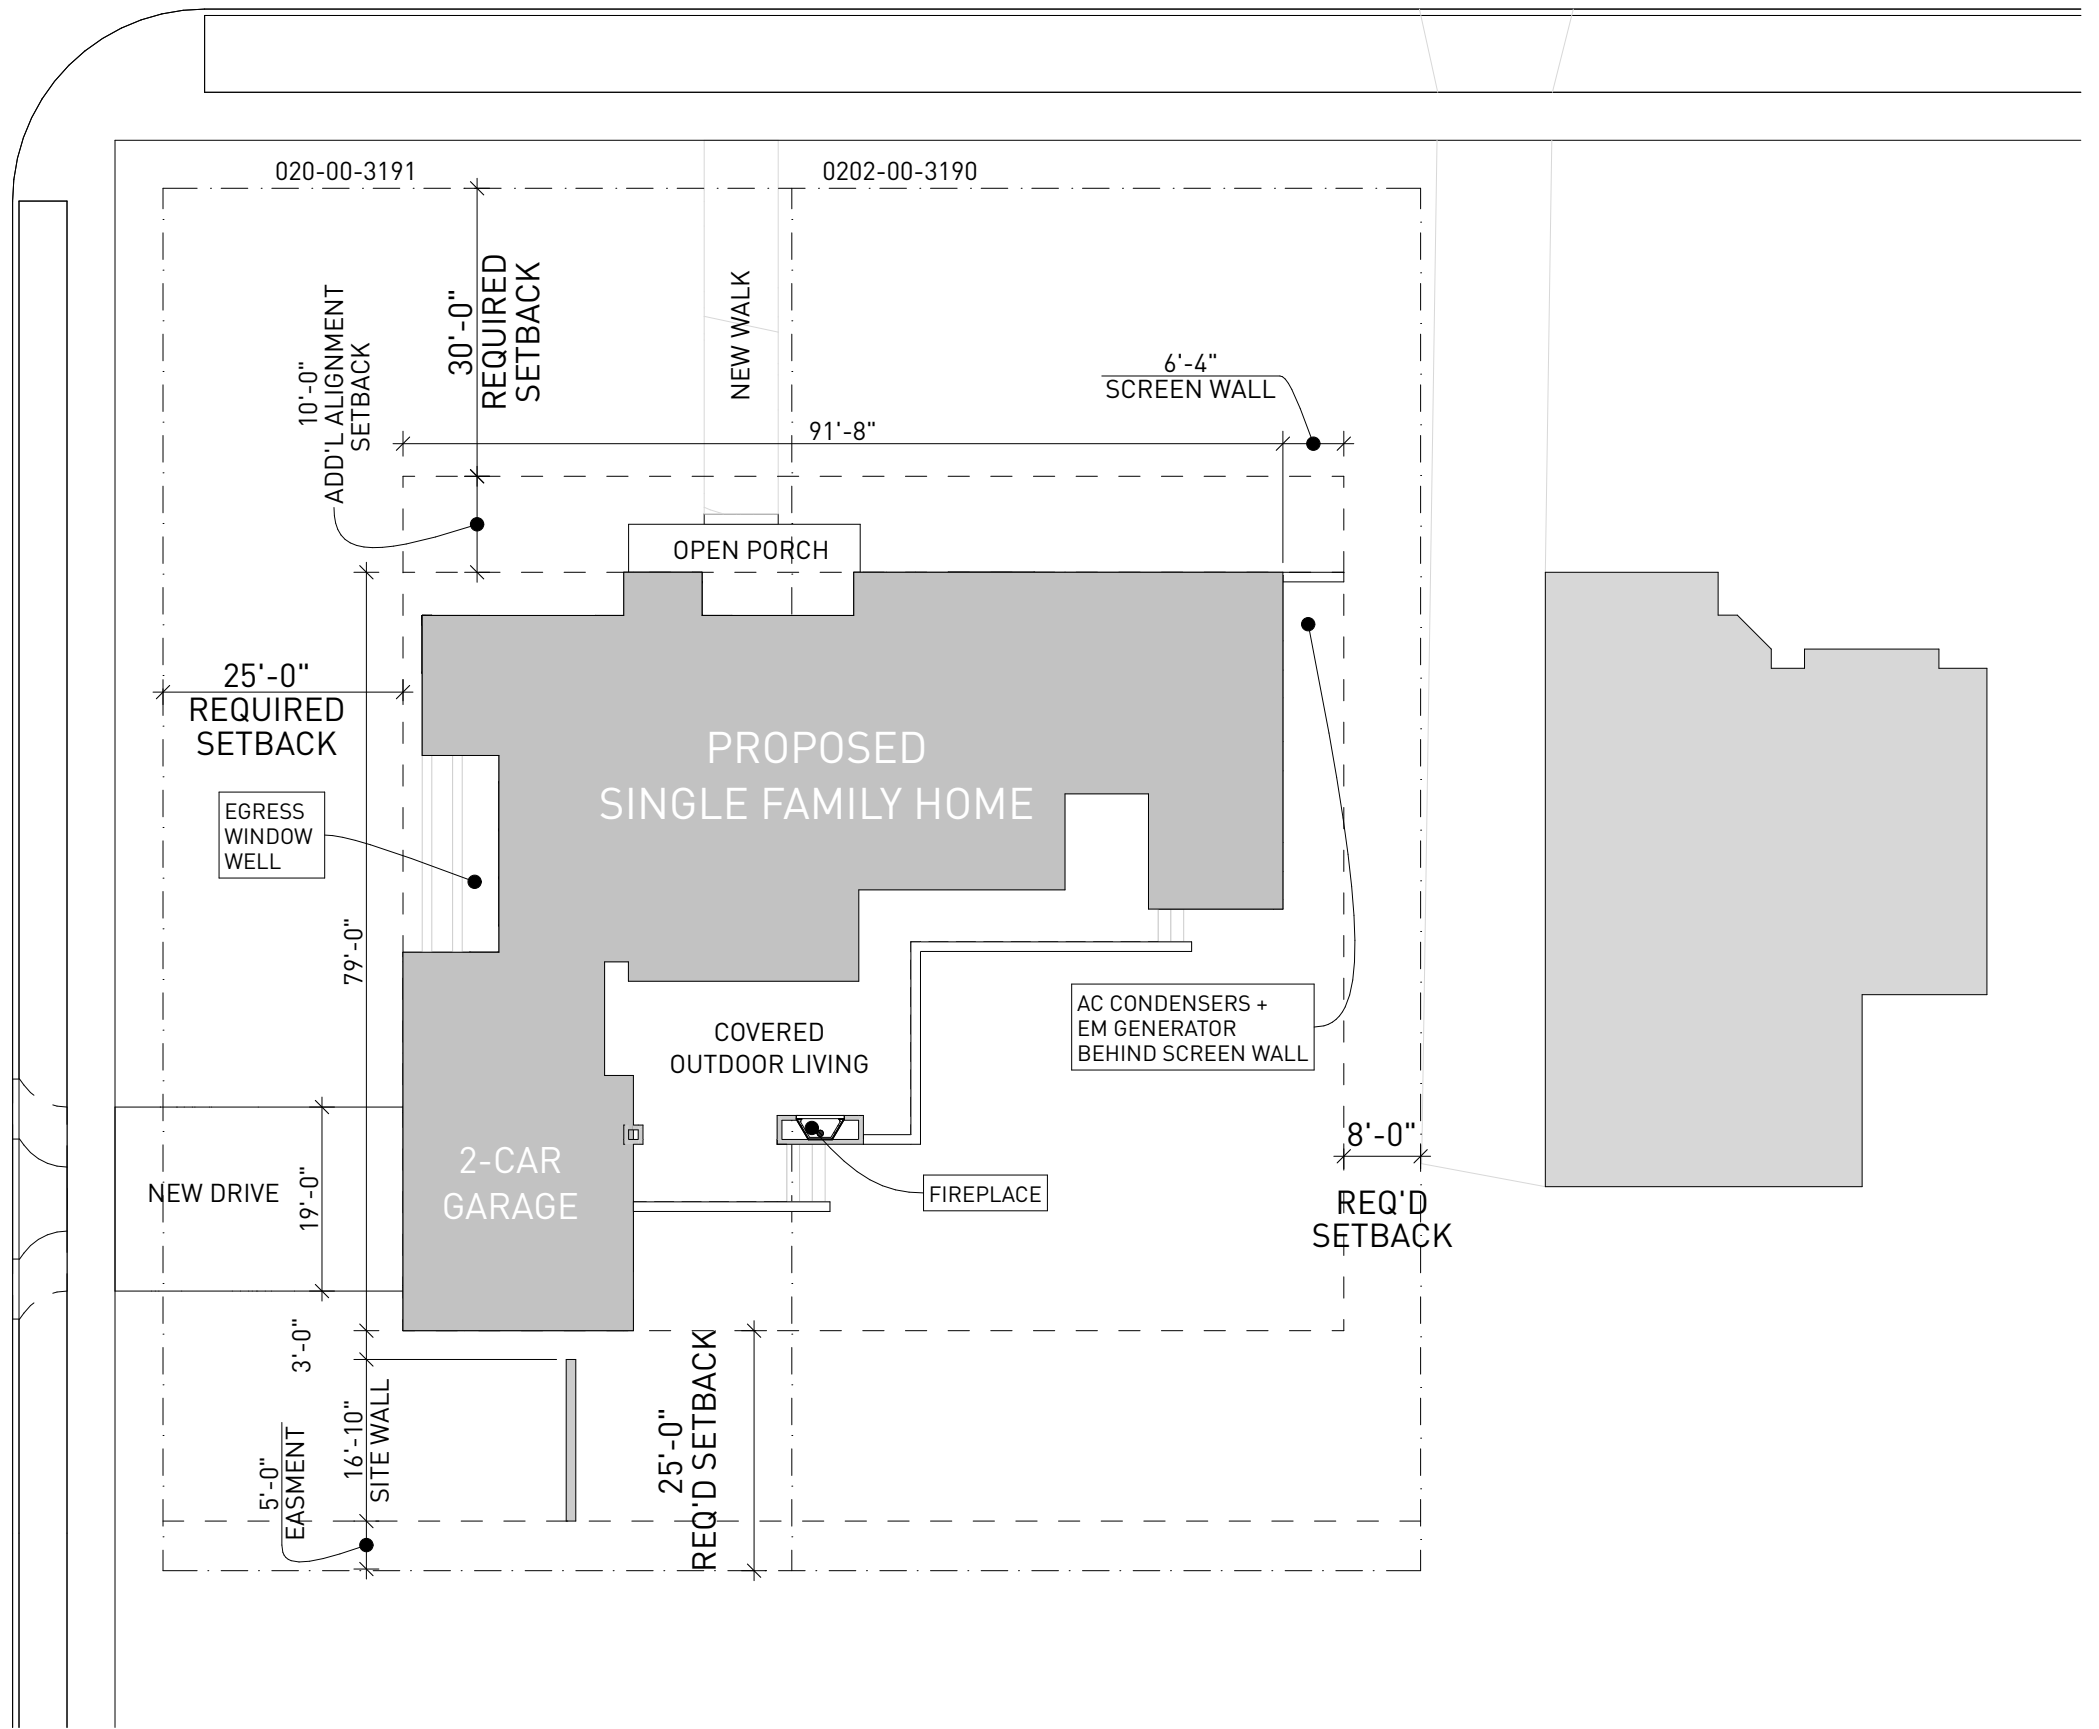 020-00-3191
0202-00-3190
10'-0"
ADD'L ALIGNMENT
SETBACK
30'-0"
REQUIRED
SETBACK
NEW WALK
6'-4"
SCREEN WALL
91'-8"
OPEN PORCH
25'-0"
REQUIRED
SETBACK
PROPOSED
SINGLE FAMILY HOME
EGRESS
WINDOW
WELL
79'-0"
AC CONDENSERS +
EM GENERATOR
BEHIND SCREEN WALL
COVERED
OUTDOOR LIVING
8'-0"
REQ'D
SETBACK
2-CAR
GARAGE
NEW DRIVE
19'-0"
FIREPLACE
3'-0"
16'-10"
SITE WALL
5'-0"
EASMENT
25'-0"
REQ'D SETBACK